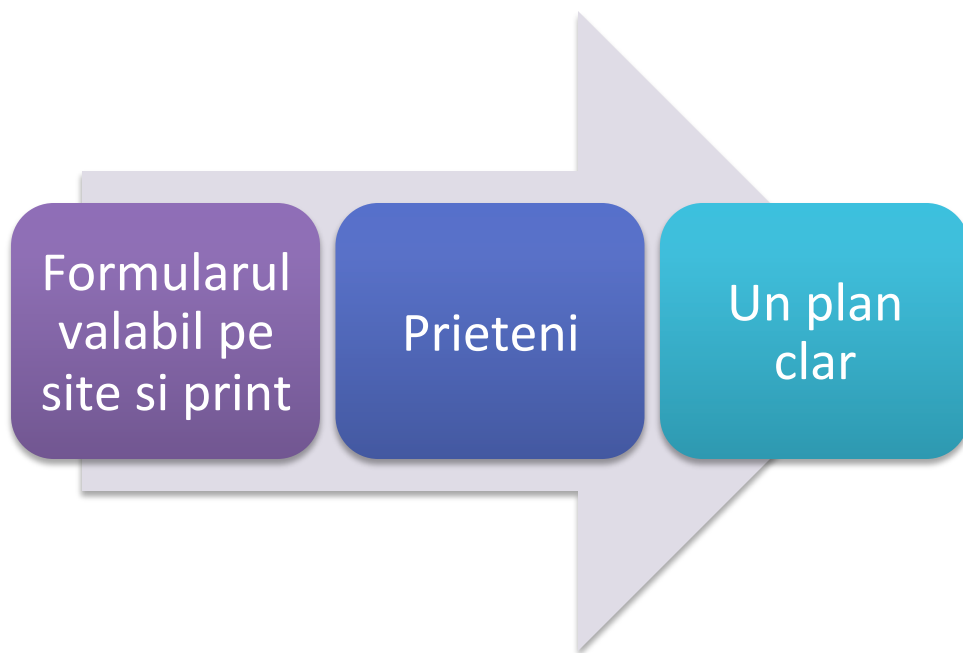 Formularul
valabil pe
site si print
Prieteni
Un plan
clar